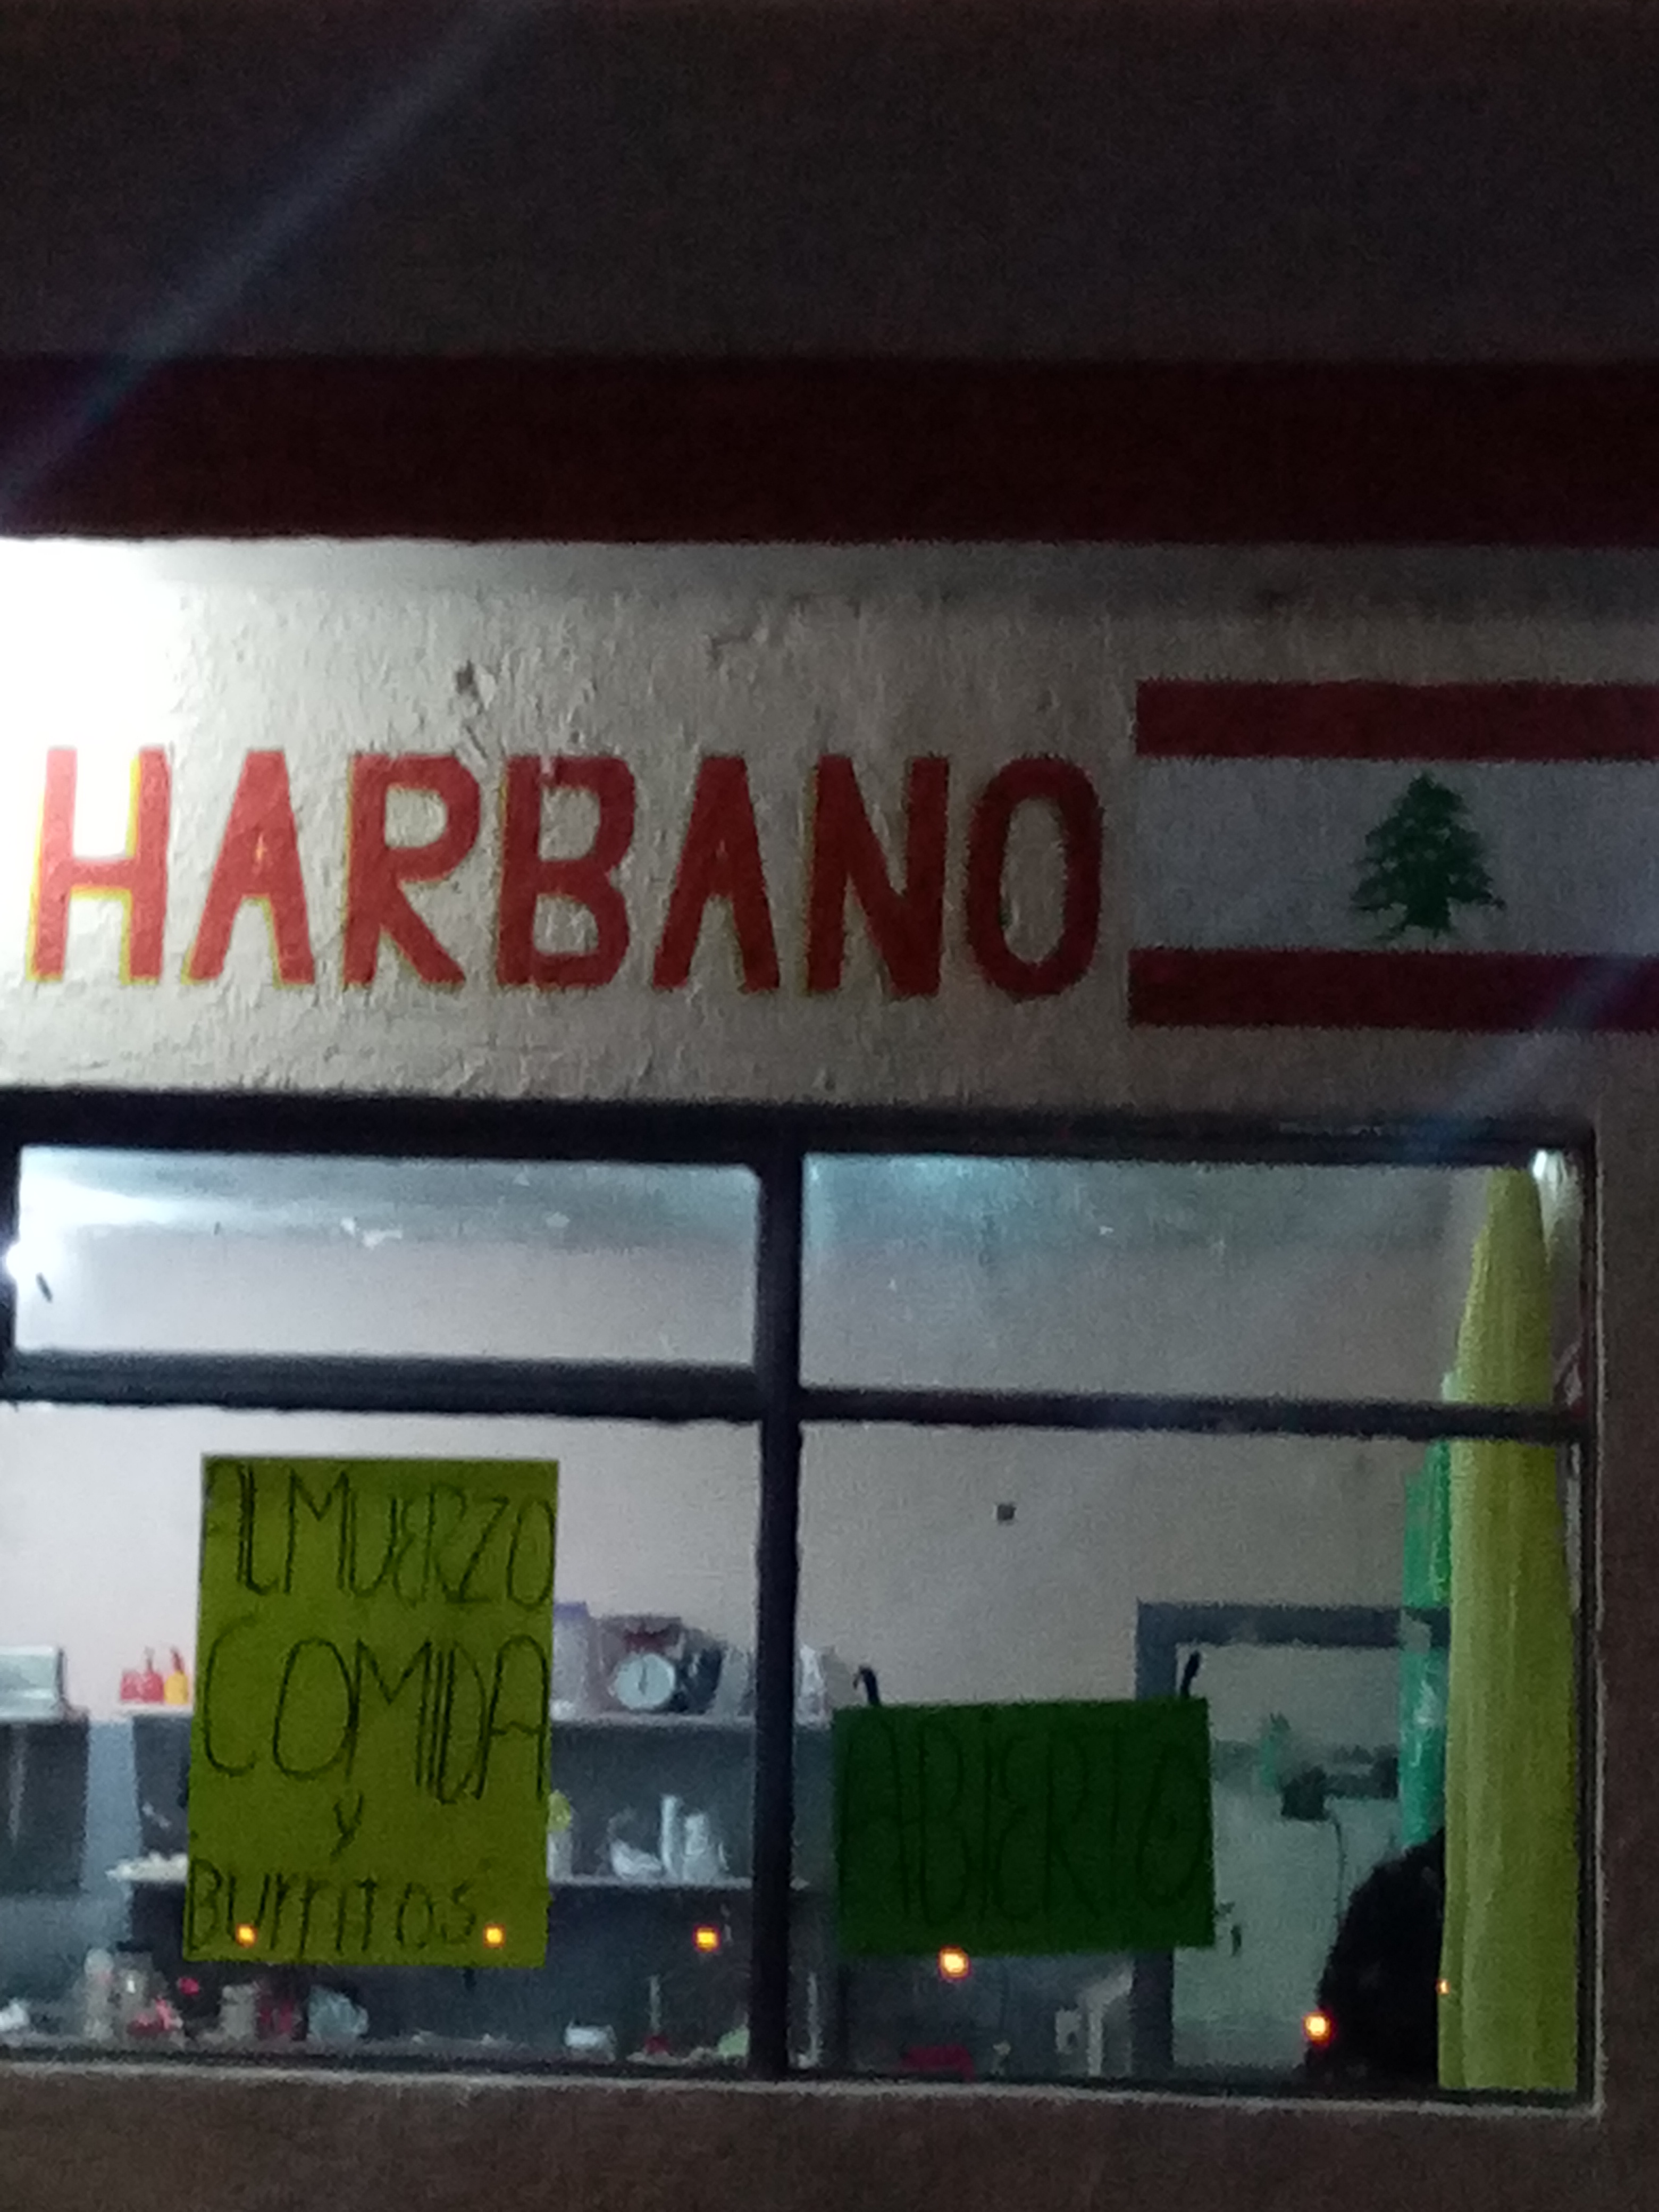 HARBANO
ALMUERZO
COMIDA
y
Burritos
ABIERTO